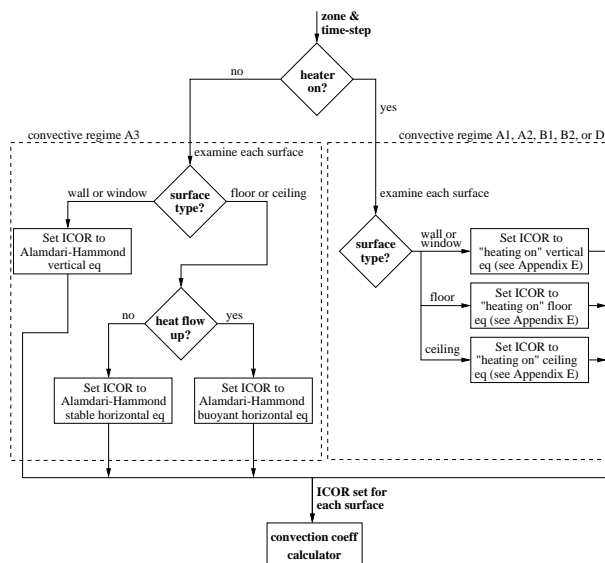 zone &
time-step
heater
on?
no
yes
convective regime A3
convective regime A1, A2, B1, B2, or D
examine each surface
examine each surface
wall or window
surface
type?
floor or ceiling
Set ICOR to
Alamdari-Hammond
vertical eq
surface
type?
wall or
window
Set ICOR to
"heating on" vertical
eq (see Appendix E)
floor
Set ICOR to
"heating on" floor
eq (see Appendix E)
ceiling
Set ICOR to
"heating on" ceiling
eq (see Appendix E)
no
heat flow
up?
yes
Set ICOR to
Alamdari-Hammond
stable horizontal eq
Set ICOR to
Alamdari-Hammond
buoyant horizontal eq
ICOR set for
each surface
convection coeff
calculator